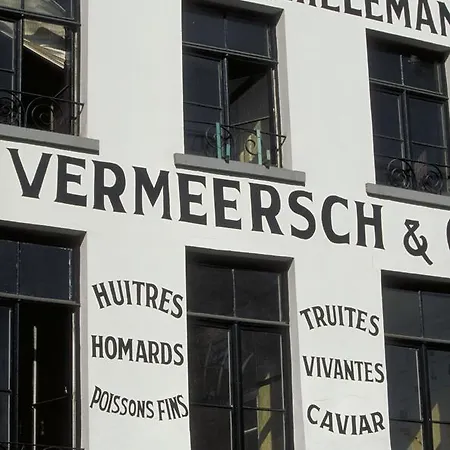 VERMEERSCH &
HUITRES
HOMARDS
POISSONS FINS
TRUITES
VIVANTES
CAVIAR